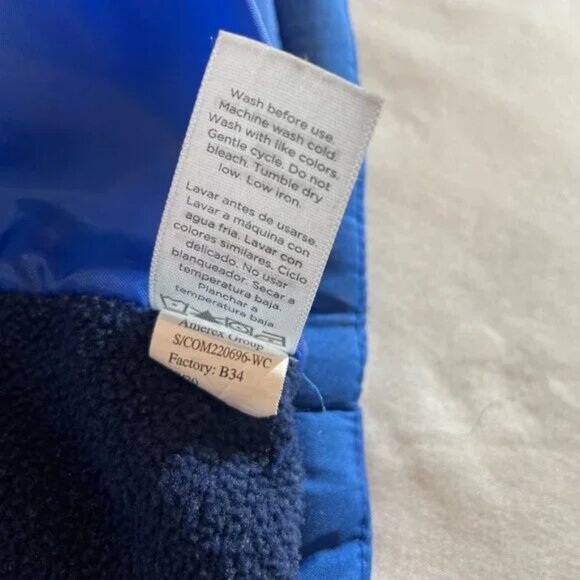 Wash before use.
Machine wash cold.
Wash with like colors.
Gentle cycle. Do not
bleach. Tumble dry
low. Low iron.
Lavar antes de usarse.
Lavar a máquina con
agua fria. Lavar con
colores similares. Ciclo
delicado. No usar
blanqueador. Secar a
temperatura baja.
Planchar a
temperatura baja.
Amerex Group
S/COM220696-WC
Factory: B34